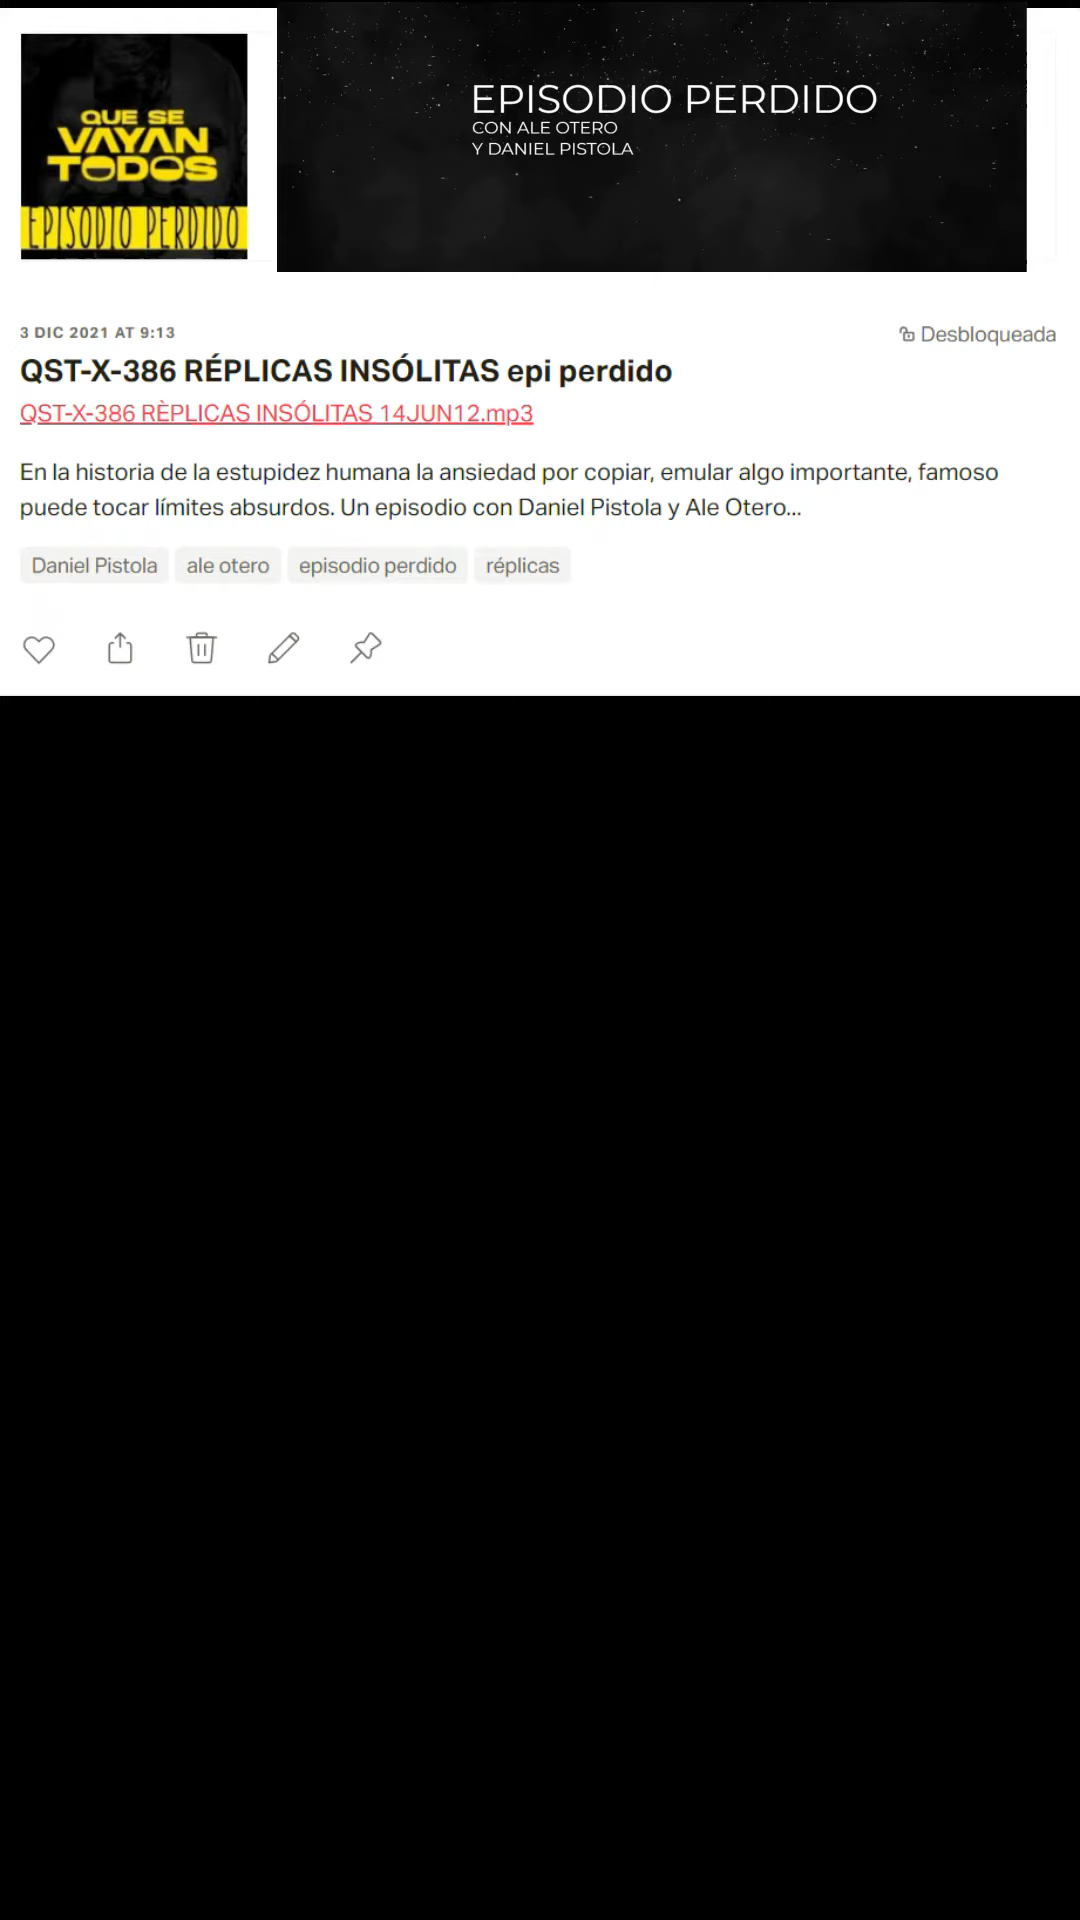 QUE SE
VAYAN
TODOS
EPISODIO PERDIDO
EPISODIO PERDIDO
CON ALE OTERO
Y DANIEL PISTOLA
3 DIC 2021 AT 9:13
Desbloqueada
QST-X-386 RÉPLICAS INSÓLITAS epi perdido
QST-X-386 RÈPLICAS INSÓLITAS 14JUN12.mp3
En la historia de la estupidez humana la ansiedad por copiar, emular algo importante, famoso
puede tocar límites absurdos. Un episodio con Daniel Pistola y Ale Otero...
Daniel Pistola ale otero episodio perdido réplicas